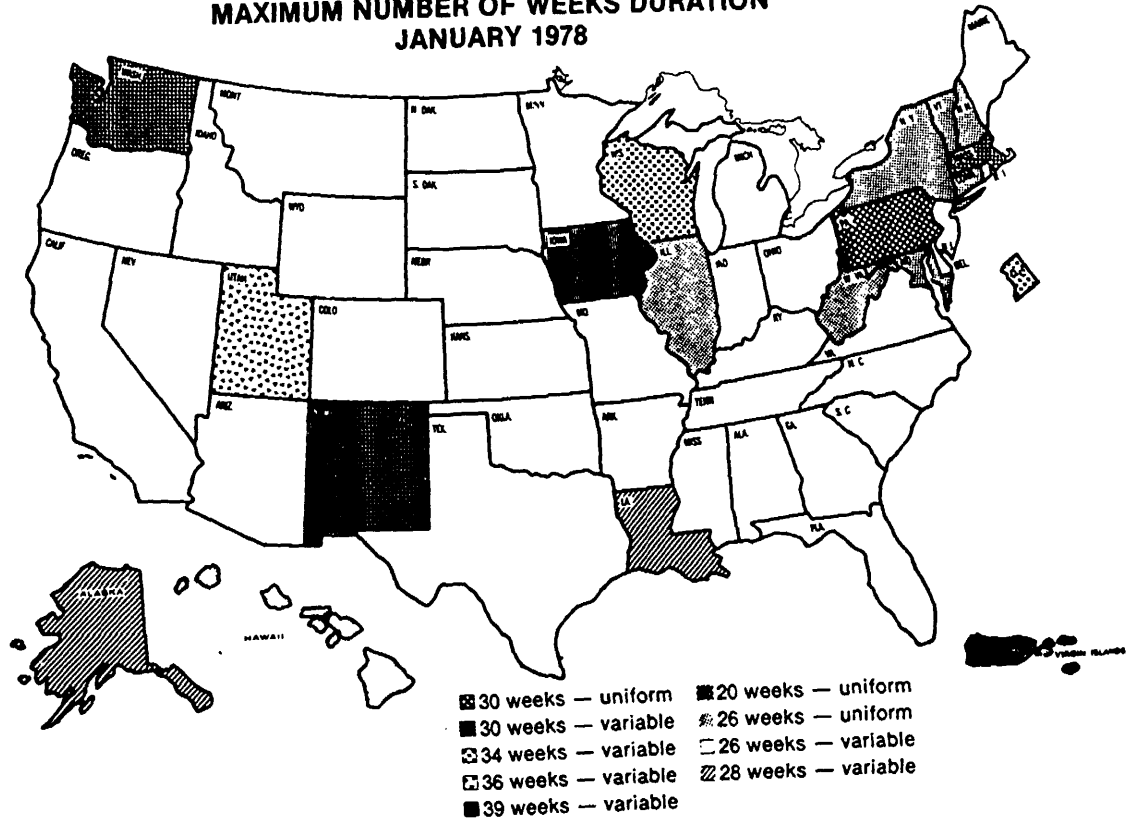 MAXIMUM NUMBER OF WEEKS DURATION
JANUARY 1978
MAINE
WASH
MONT
N. DAK
IDAHO
OREG.
S. DAK
MICH
N Y
VT
N H
R I
WYO
CALIF
NEV
UTAH
NEBR
IOWA
ILL
IND
OHIO
PA
N J
DEL
W VA
COLO
KANS
MO
KY
N. C
ARIZ
TEX.
OKLA
ARK
TENN
S. C
MISS
ALA
GA
LA
FLA
ALASKA
HAWAII
VIRGIN ISLANDS
30 weeks — uniform
20 weeks — uniform
30 weeks — variable
26 weeks — uniform
34 weeks — variable
26 weeks — variable
36 weeks — variable
28 weeks — variable
39 weeks — variable